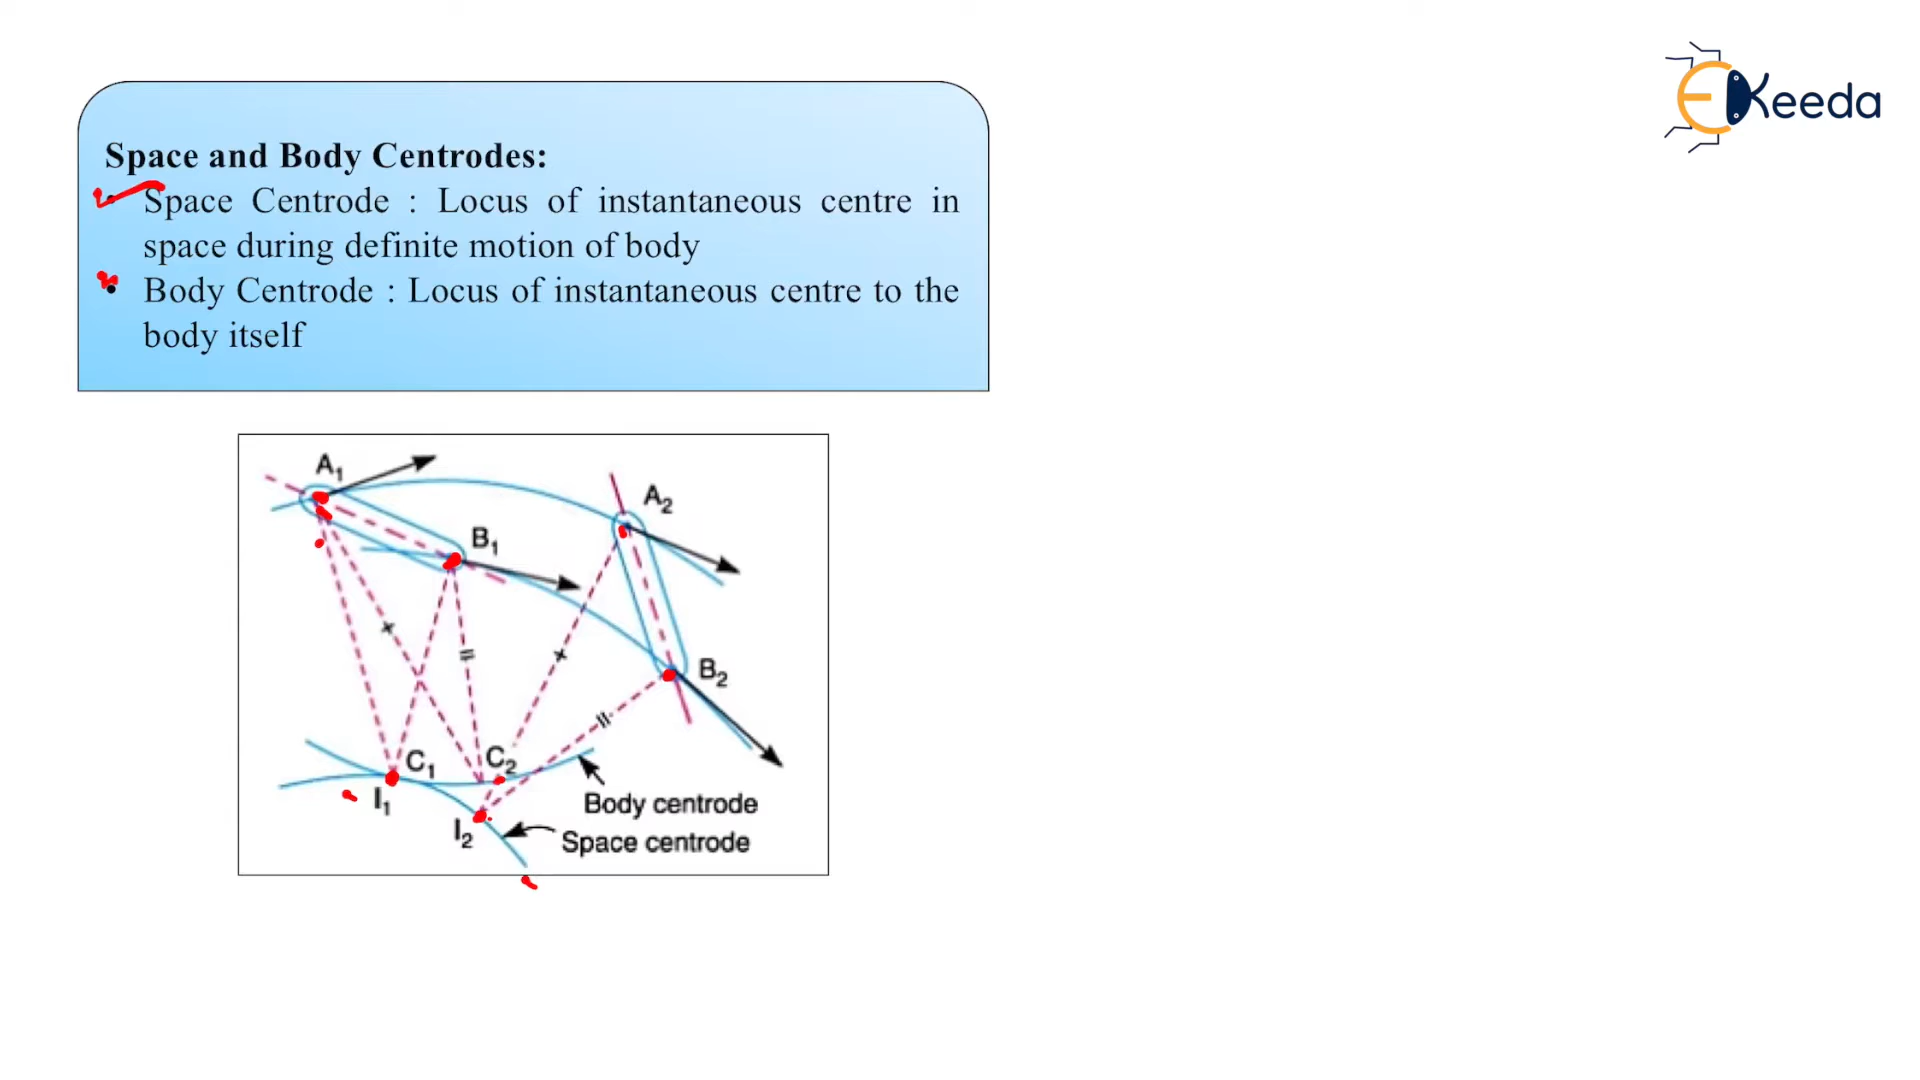 EKeeda
Space and Body Centrodes:
• Space Centrode : Locus of instantaneous centre in
space during definite motion of body
• Body Centrode : Locus of instantaneous centre to the
body itself
A₁
A₂
B₁
B₂
C₁
C₂
I₁
Body centrode
I₂
Space centrode